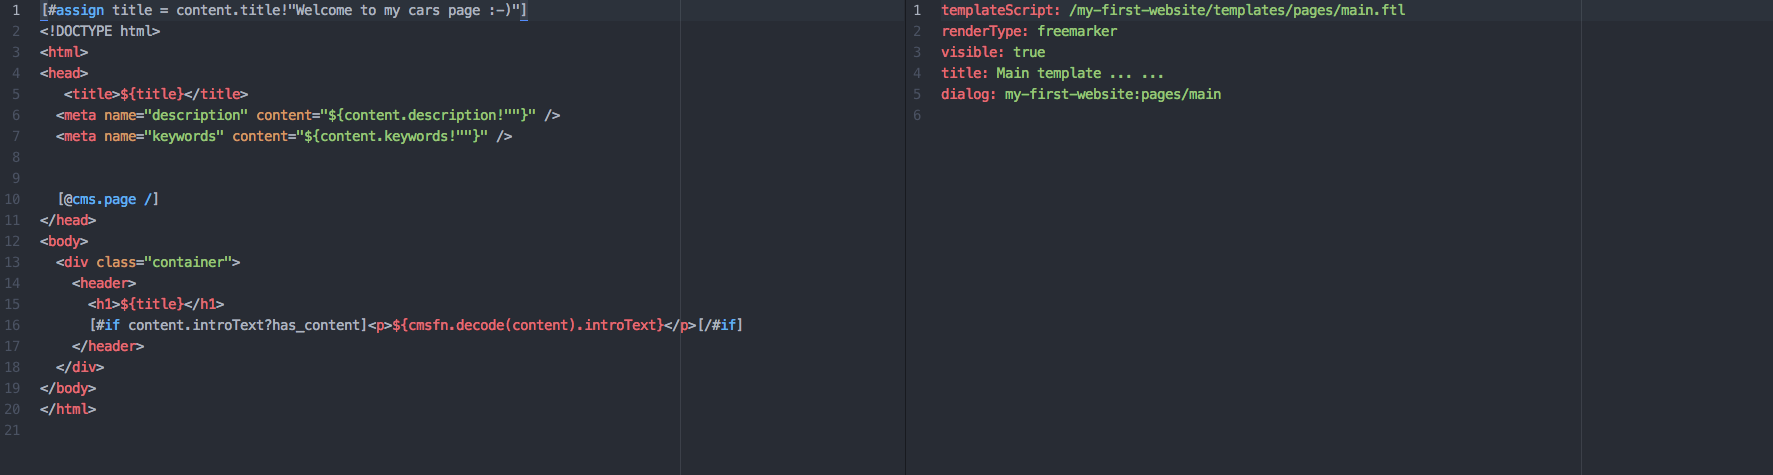 1 [#assign title = content.title!"Welcome to my cars page :-)"]
2 <!DOCTYPE html>
3 <html>
4 <head>
5 <title>${title}</title>
6 <meta name="description" content="${content.description!""}" />
7 <meta name="keywords" content="${content.keywords!""}" />
8
9
10 [@cms.page /]
11 </head>
12 <body>
13 <div class="container">
14 <header>
15 <h1>${title}</h1>
16 [#if content.introText?has_content]<p>${cmsfn.decode(content).introText}</p>[/#if]
17 </header>
18 </div>
19 </body>
20 </html>
21
1 templateScript: /my-first-website/templates/pages/main.ftl
2 renderType: freemarker
3 visible: true
4 title: Main template ... ...
5 dialog: my-first-website:pages/main
6